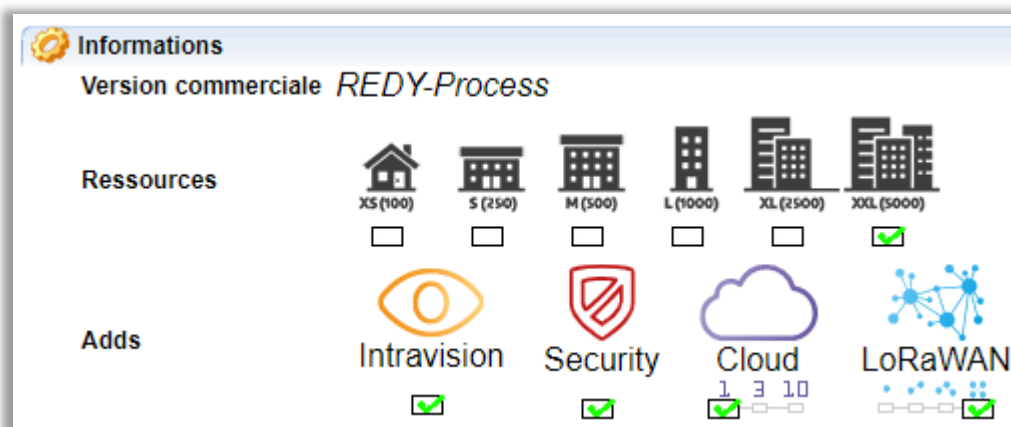 Informations
Version commerciale REDY-Process
Ressources
XS (100) S (250) M (500) L (1000) XL (2500) XXL (5000)
Adds
Intravision Security Cloud LoRaWAN
1 3 10